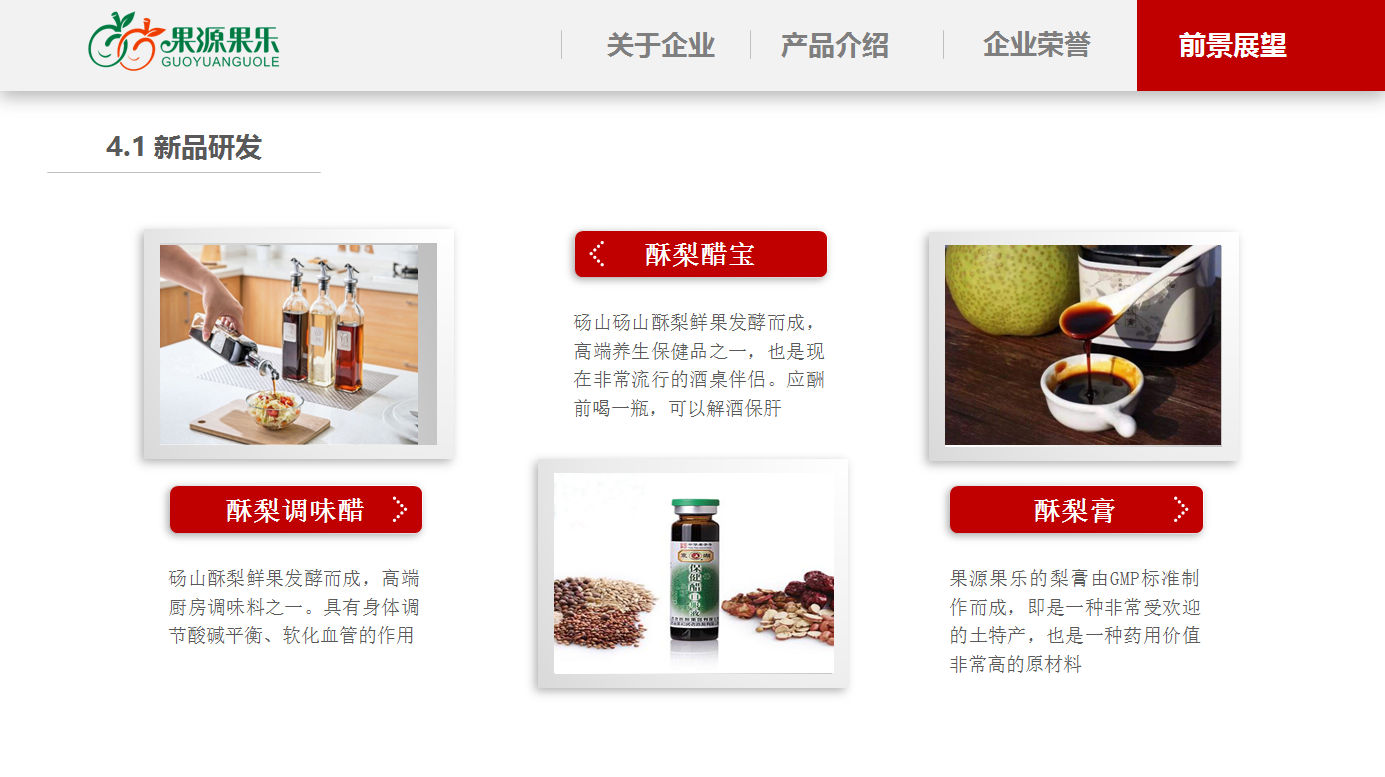 果源果乐
GUOYUANGUOLE
关于企业
产品介绍
企业荣誉
前景展望
4.1 新品研发
酥梨调味醋
砀山酥梨鲜果发酵而成，高端
厨房调味料之一。具有身体调
节酸碱平衡、软化血管的作用
酥梨醋宝
砀山砀山酥梨鲜果发酵而成，
高端养生保健品之一，也是现
在非常流行的酒桌伴侣。应酬
前喝一瓶，可以解酒保肝
保健醋口服液
酥梨膏
果源果乐的梨膏由GMP标准制
作而成，即是一种非常受欢迎
的土特产，也是一种药用价值
非常高的原材料